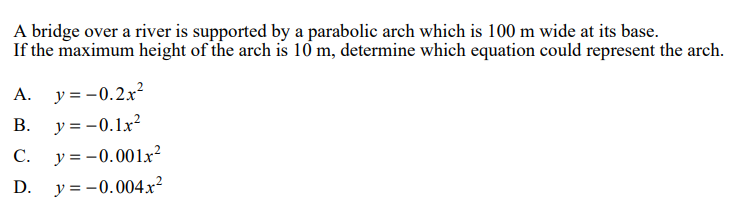 A bridge over a river is supported by a parabolic arch which is 100 m wide at its base.
If the maximum height of the arch is 10 m, determine which equation could represent the arch.
A. y = −0.2x²
B. y = −0.1x²
C. y = −0.001x²
D. y = −0.004x²